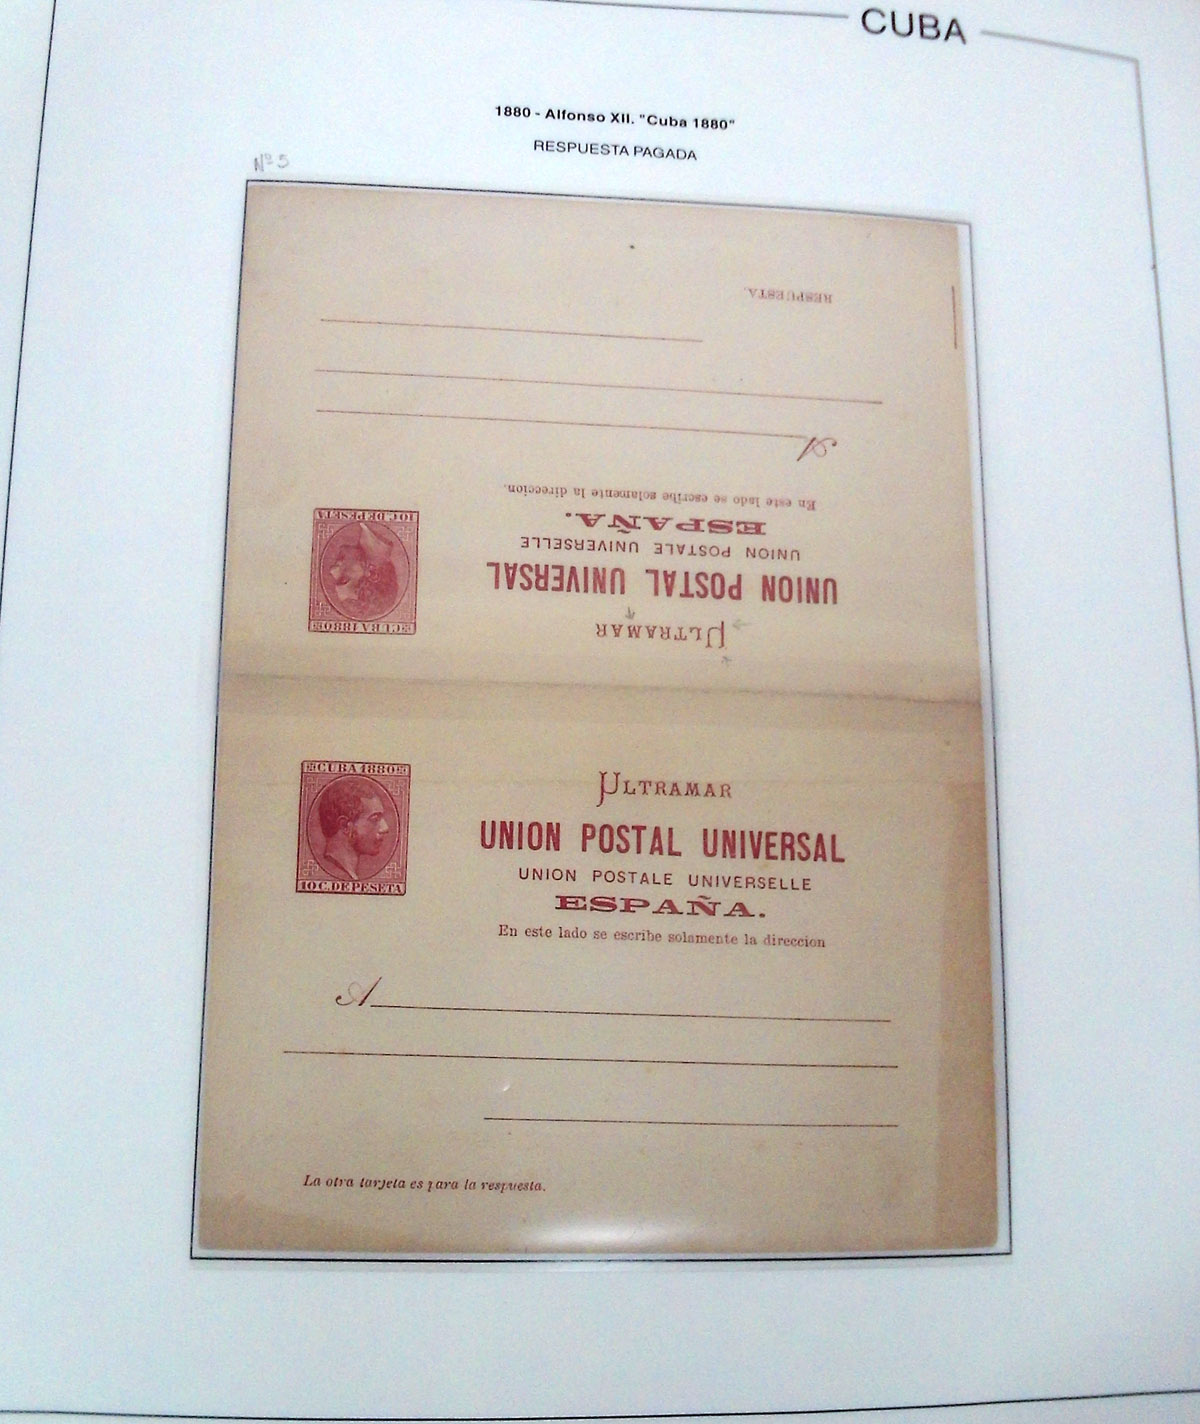 CUBA
1880 - Alfonso XII. "Cuba 1880"
RESPUESTA PAGADA
Nº 5
RESPUESTA.
A
En este lado se escribe solamente la direccion.
ESPAÑA.
UNION POSTALE UNIVERSELLE
UNION POSTAL UNIVERSAL
ULTRAMAR
10 C. DE PESETA
CUBA 1880
CUBA 1880
10 C. DE PESETA
ULTRAMAR
UNION POSTAL UNIVERSAL
UNION POSTALE UNIVERSELLE
ESPAÑA.
En este lado se escribe solamente la direccion
A
La otra tarjeta es para la respuesta.